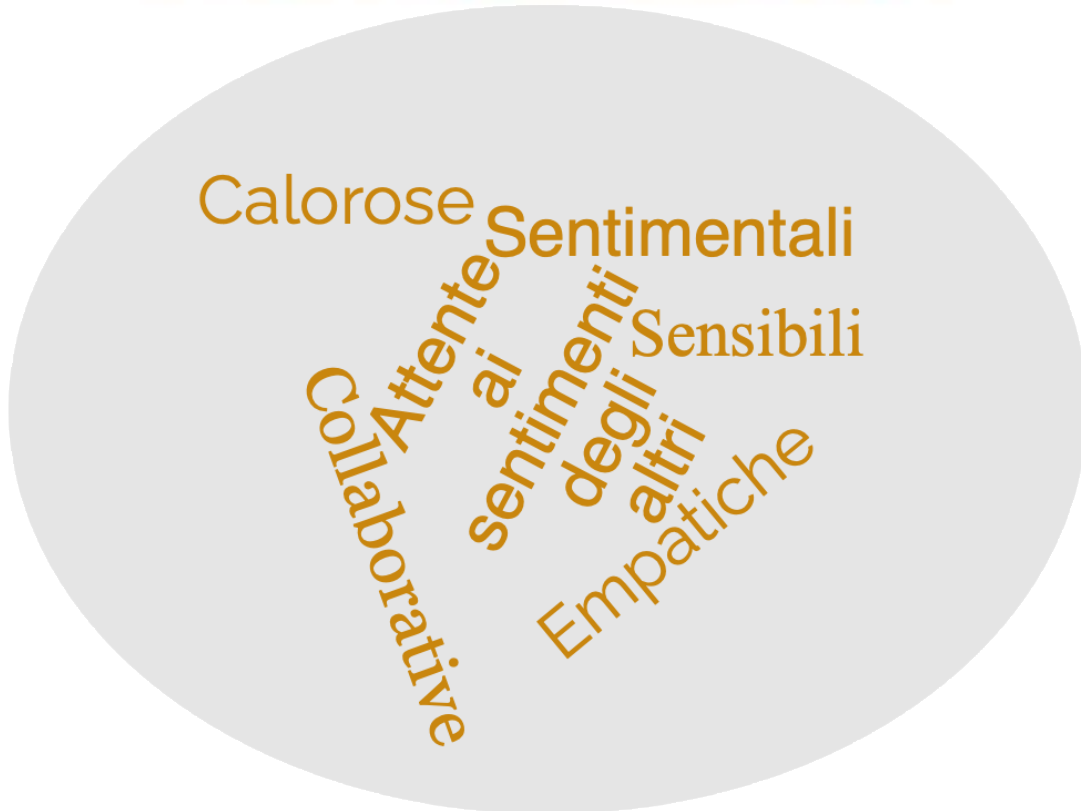 Calorose
Sentimentali
Attente
ai
sentimenti
degli
altri
Sensibili
Collaborative
Empatiche